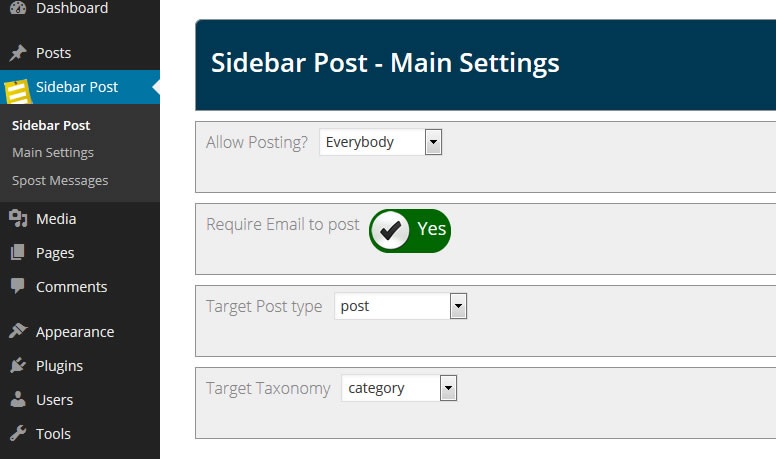 Dashboard
Posts
Sidebar Post
Sidebar Post
Main Settings
Spost Messages
Media
Pages
Comments
Appearance
Plugins
Users
Tools
Sidebar Post - Main Settings
Allow Posting? Everybody
Require Email to post Yes
Target Post type post
Target Taxonomy category